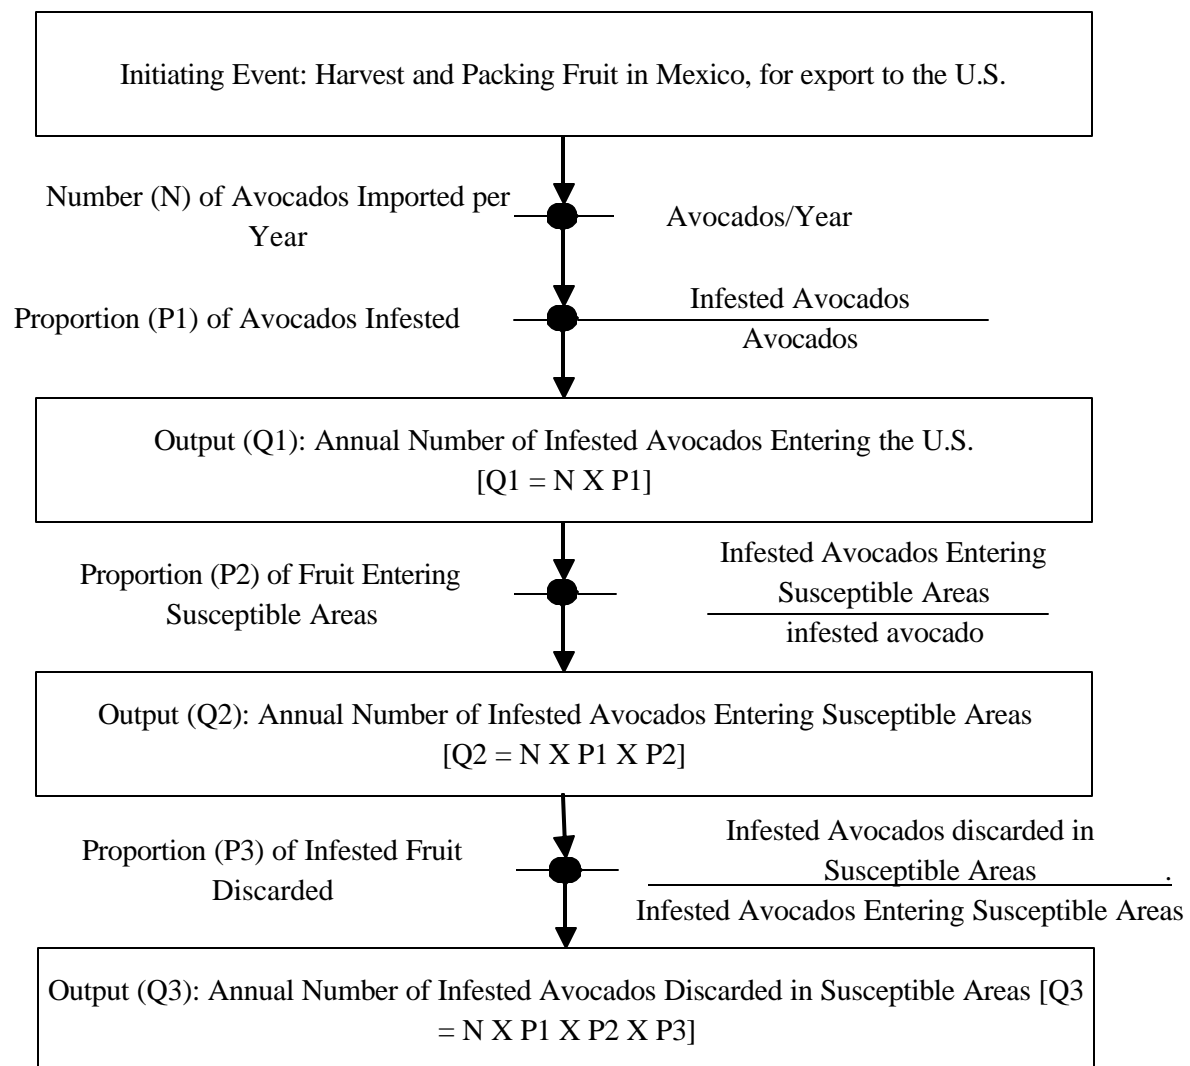 Initiating Event: Harvest and Packing Fruit in Mexico, for export to the U.S.
Number (N) of Avocados Imported per
Year
Avocados/Year
Proportion (P1) of Avocados Infested
Infested Avocados
Avocados
Output (Q1): Annual Number of Infested Avocados Entering the U.S.
[Q1 = N X P1]
Proportion (P2) of Fruit Entering
Susceptible Areas
Infested Avocados Entering
Susceptible Areas
infested avocado
Output (Q2): Annual Number of Infested Avocados Entering Susceptible Areas
[Q2 = N X P1 X P2]
Proportion (P3) of Infested Fruit
Discarded
Infested Avocados discarded in
Susceptible Areas .
Infested Avocados Entering Susceptible Areas
Output (Q3): Annual Number of Infested Avocados Discarded in Susceptible Areas [Q3
= N X P1 X P2 X P3]